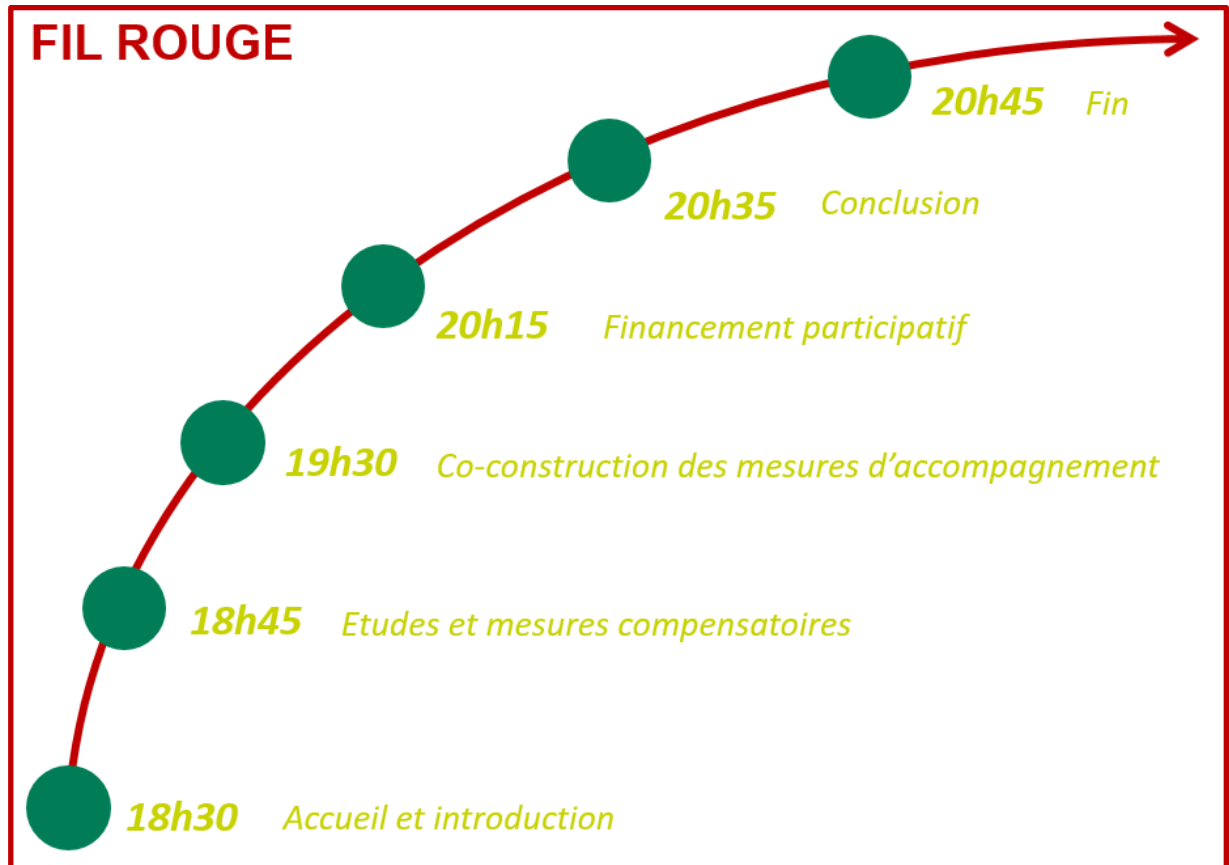 FIL ROUGE
20h45 Fin
20h35 Conclusion
20h15 Financement participatif
19h30 Co-construction des mesures d’accompagnement
18h45 Etudes et mesures compensatoires
18h30 Accueil et introduction